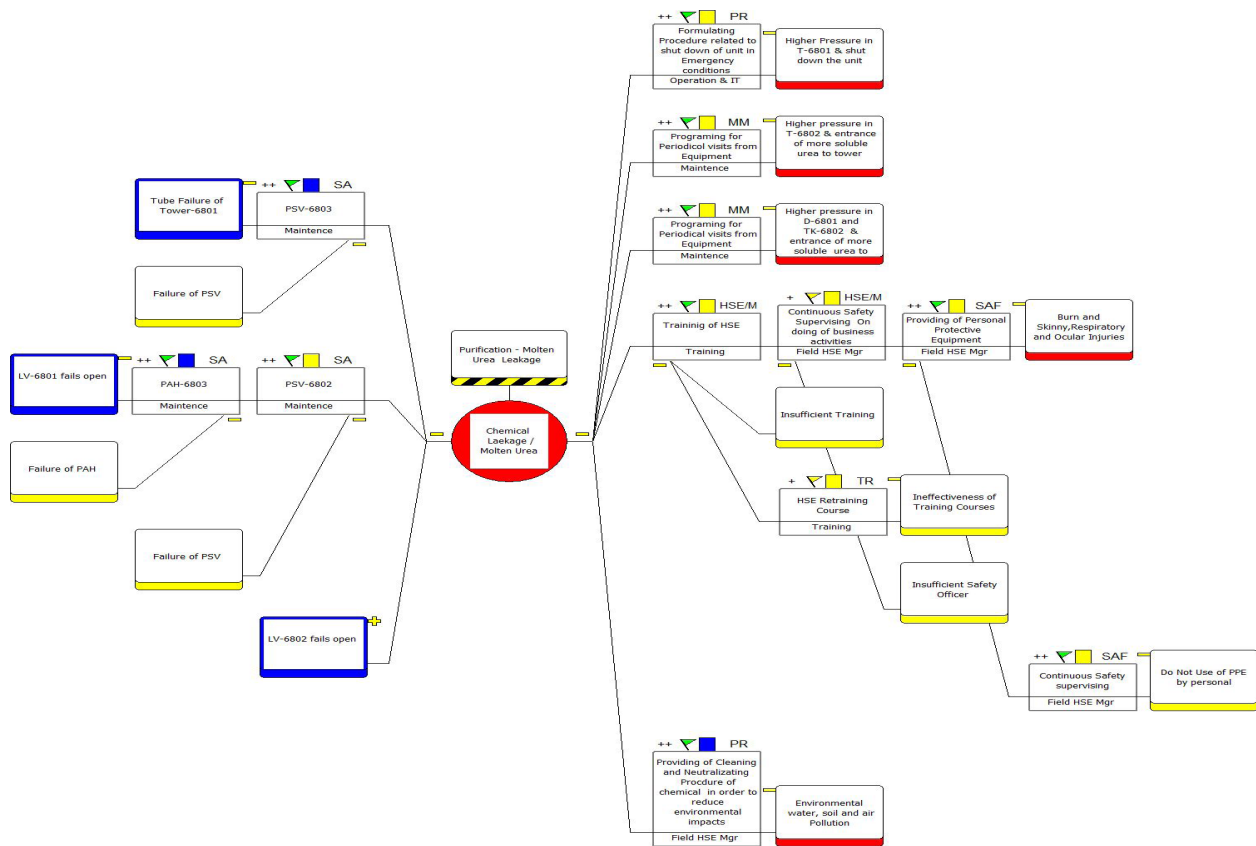 ++ PR
Formulating
Procedure related to
shut down of unit in
Emergency
conditions
Operation & IT
Higher Pressure in
T-6801 & shut
down the unit
++ MM
Programing for
Periodical visits from
Equipment
Maintence
Higher pressure in
T-6802 & entrance
of more soluble
urea to tower
++ MM
Programing for
Periodical visits from
Equipment
Maintence
Higher pressure in
D-6801 and
TK-6802 &
entrance of more
soluble urea to
Tube Failure of
Tower-6801
++ SA
PSV-6803
Maintence
Failure of PSV
++ HSE/M
Training of HSE
Training
+ HSE/M
Continuous Safety
Supervising On
doing of business
activities
Field HSE Mgr
++ SAF
Providing of Personal
Protective
Equipment
Field HSE Mgr
Burn and
Skinny,Respiratory
and Ocular Injuries
Purification - Molten
Urea Leakage
LV-6801 fails open
++ SA
PAH-6803
Maintence
++ SA
PSV-6802
Maintence
Chemical
Laekage /
Molten Urea
Insufficient Training
Failure of PAH
+ TR
HSE Retraining
Course
Training
Ineffectiveness of
Training Courses
Failure of PSV
Insufficient Safety
Officer
LV-6802 fails open
++ SAF
Continuous Safety
supervising
Field HSE Mgr
Do Not Use of PPE
by personal
++ PR
Providing of Cleaning
and Neutralizating
Procdure of
chemical in order to
reduce
environmental
impacts
Field HSE Mgr
Environmental
water, soil and air
Pollution